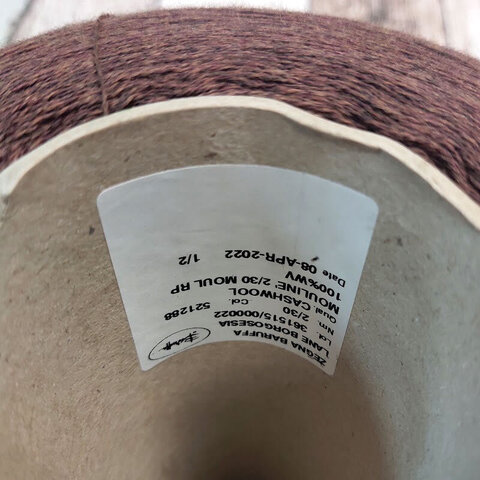 ZEGNA BARUFFA
LANE BORGOSESIA
Lot. 361515/000022
Nm. 2/30 Col. 521288
Qual. CASHWOOL
MOULINE' 2/30 MOUL RP
100%WV
Date 08-APR-2022 1/2